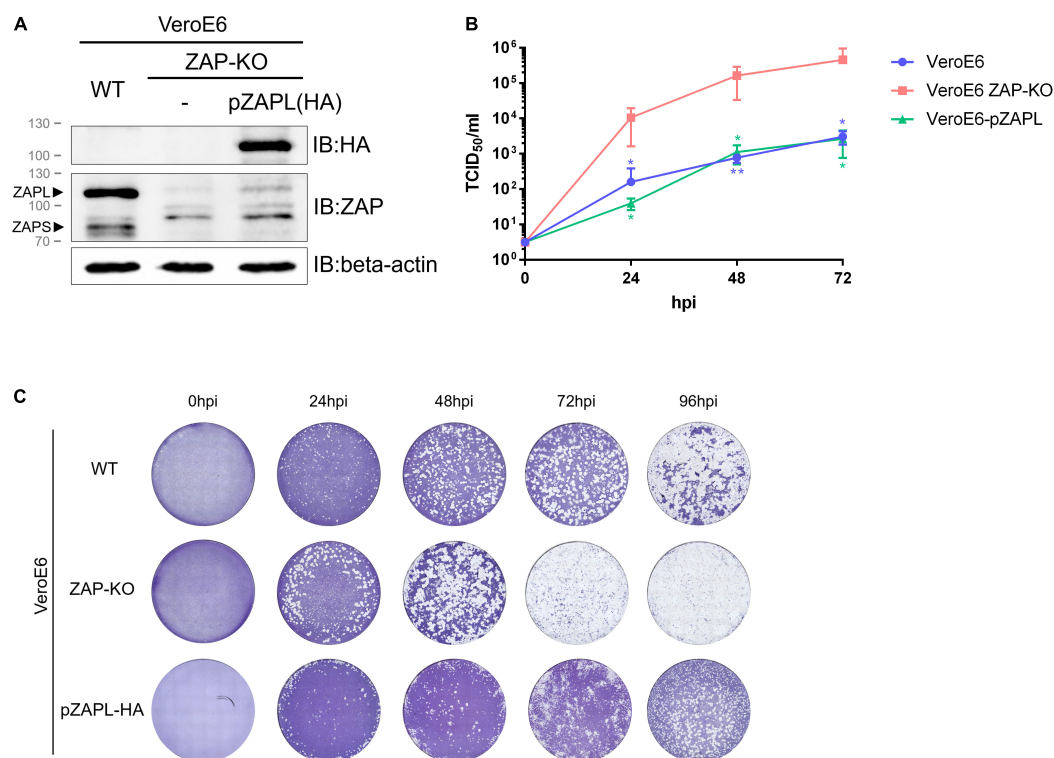 A
VeroE6
ZAP-KO
WT
-
pZAPL(HA)
130
100
IB:HA
130
ZAPL
100
ZAPS
70
IB:ZAP
IB:beta-actin
B
TCID50/ml
10^6
10^5
10^4
10^3
10^2
10^1
10^0
* * * ** * *
0 24 48 72
hpi
VeroE6
VeroE6 ZAP-KO
VeroE6-pZAPL
C
0hpi 24hpi 48hpi 72hpi 96hpi
VeroE6
WT
ZAP-KO
pZAPL-HA